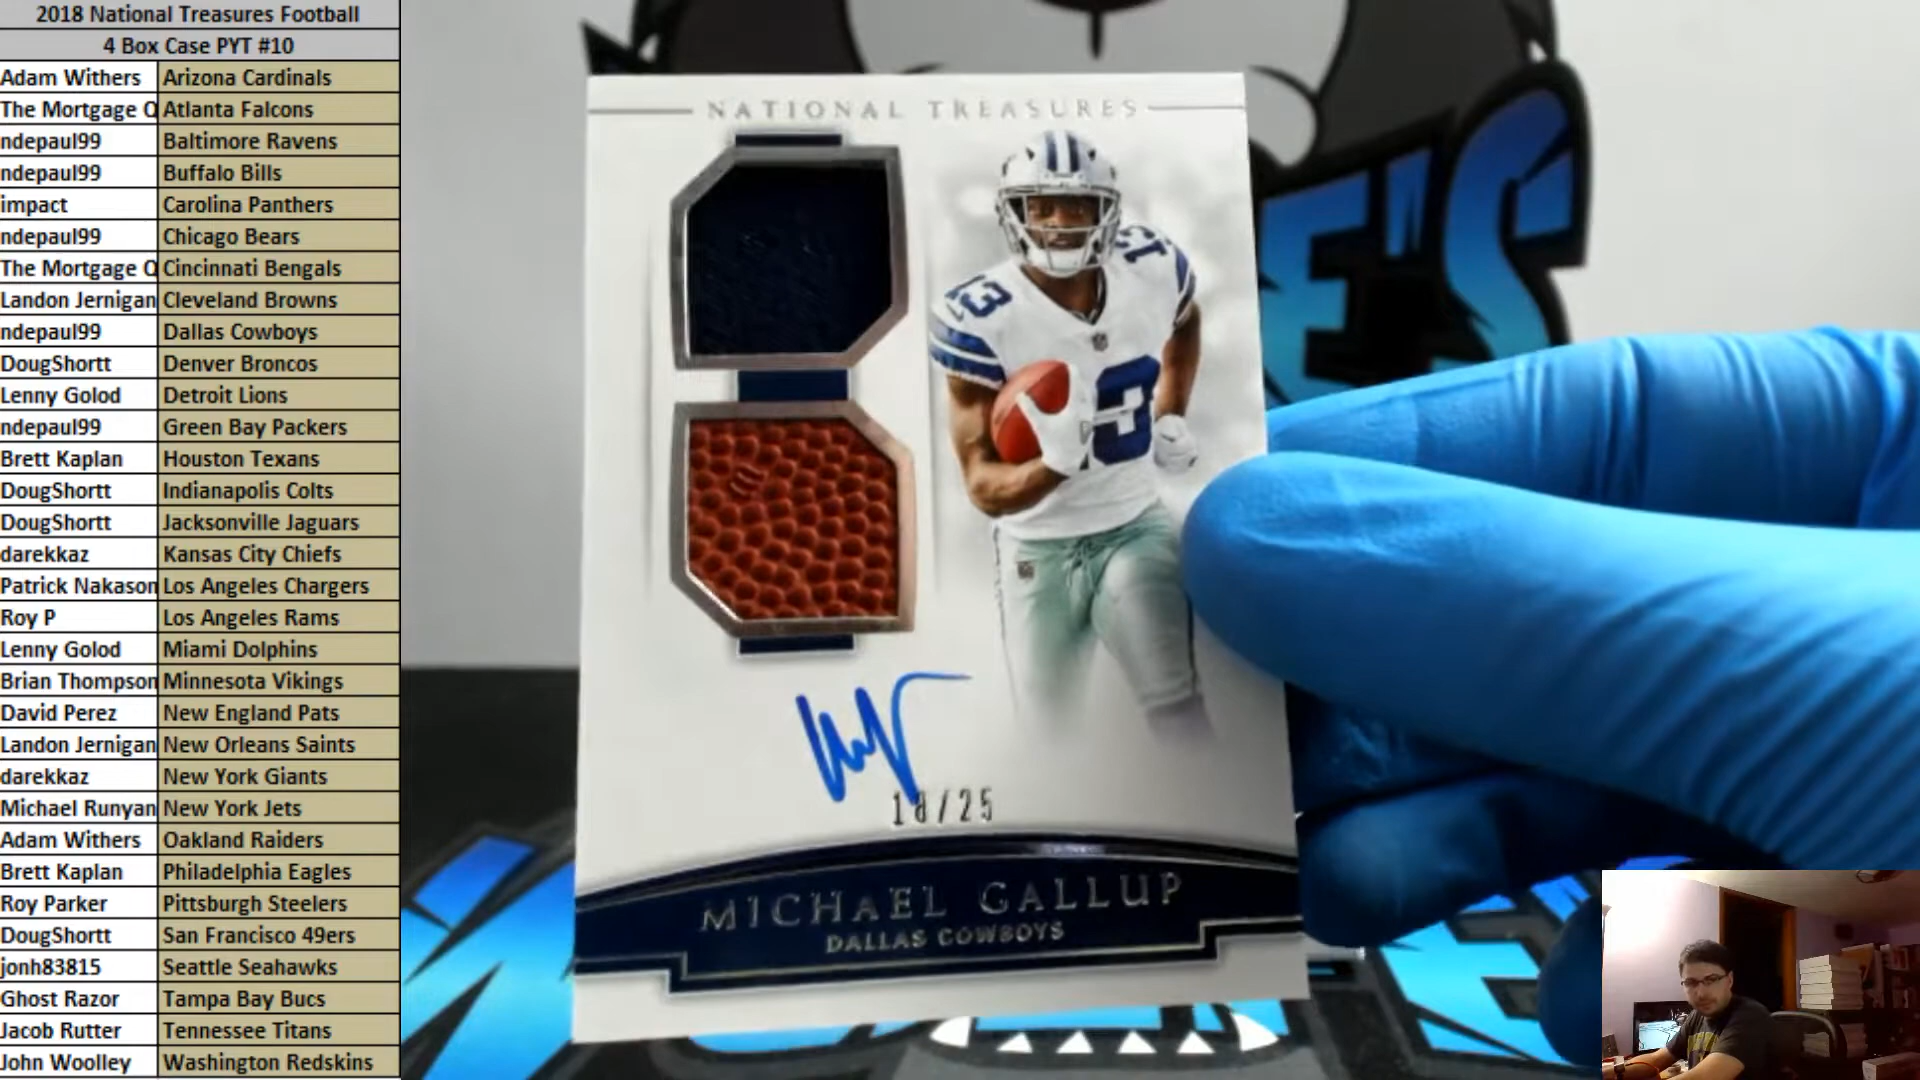 2018 National Treasures Football
4 Box Case PYT #10
Adam Withers Arizona Cardinals
The Mortgage Q Atlanta Falcons
ndepaul99 Baltimore Ravens
ndepaul99 Buffalo Bills
impact Carolina Panthers
ndepaul99 Chicago Bears
The Mortgage Q Cincinnati Bengals
Landon Jernigan Cleveland Browns
ndepaul99 Dallas Cowboys
DougShortt Denver Broncos
Lenny Golod Detroit Lions
ndepaul99 Green Bay Packers
Brett Kaplan Houston Texans
DougShortt Indianapolis Colts
DougShortt Jacksonville Jaguars
darekkaz Kansas City Chiefs
Patrick Nakason Los Angeles Chargers
Roy P Los Angeles Rams
Lenny Golod Miami Dolphins
Brian Thompson Minnesota Vikings
David Perez New England Pats
Landon Jernigan New Orleans Saints
darekkaz New York Giants
Michael Runyan New York Jets
Adam Withers Oakland Raiders
Brett Kaplan Philadelphia Eagles
Roy Parker Pittsburgh Steelers
DougShortt San Francisco 49ers
jonh83815 Seattle Seahawks
Ghost Razor Tampa Bay Bucs
Jacob Rutter Tennessee Titans
John Woolley Washington Redskins
NATIONAL TREASURES
13
13
13
18/25
MICHAEL GALLUP
DALLAS COWBOYS
E'S